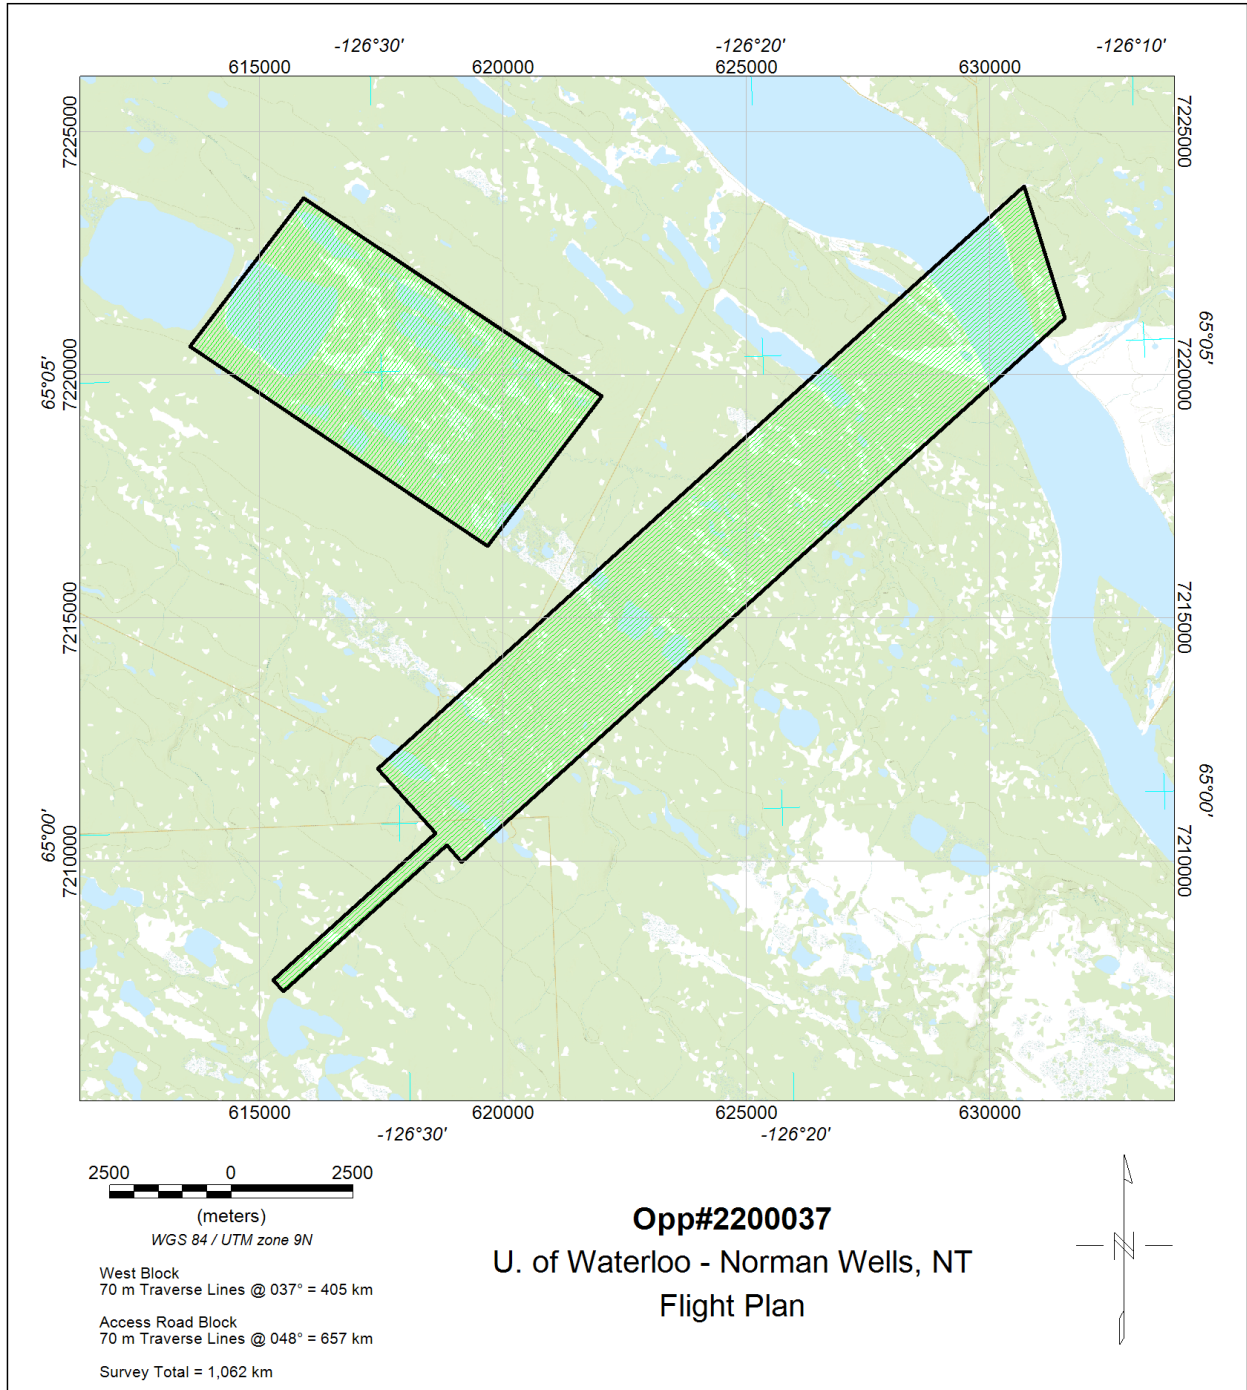 -126°30' -126°20' -126°10'
615000 620000 625000 630000
7225000 7225000
65°05' 7220000 7220000 65°05'
7215000 7215000
65°00' 7210000 7210000 65°00'
615000 620000 625000 630000
-126°30' -126°20'
2500 0 2500
(meters)
WGS 84 / UTM zone 9N
West Block
70 m Traverse Lines @ 037° = 405 km
Access Road Block
70 m Traverse Lines @ 048° = 657 km
Survey Total = 1,062 km
Opp#2200037
U. of Waterloo - Norman Wells, NT
Flight Plan
N